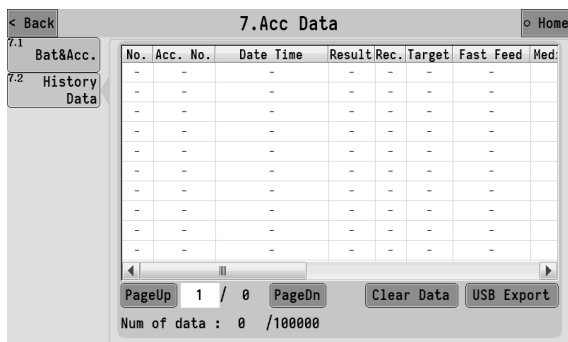 < Back 7.Acc Data o Home
7.1 Bat&Acc.
7.2 History Data
No. Acc. No. Date Time Result Rec. Target Fast Feed Med:
- - - - - - -
- - - - - - -
- - - - - - -
- - - - - - -
- - - - - - -
- - - - - - -
- - - - - - -
- - - - - - -
- - - - - - -
- - - - - - -
PageUp 1 / 0 PageDn Clear Data USB Export
Num of data : 0 /100000